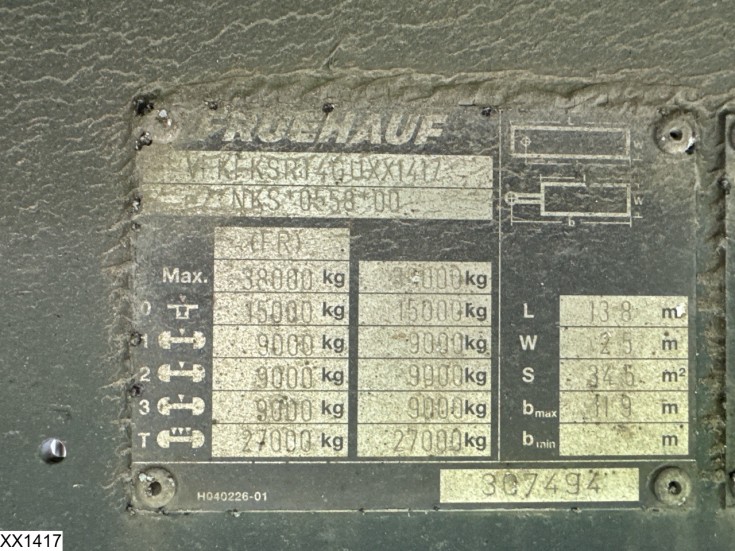 FRUEHAUF
VFKFKSR14GUXX1417
NKS*0558*00
L
W
W
b
(FR)
Max. 38000 kg 39000 kg
0 15000 kg 15000 kg
1 9000 kg 9000 kg
2 9000 kg 9000 kg
3 9000 kg 9000 kg
T 27000 kg 27000 kg
L 13.8 m
W 2.5 m
S 34.5 m²
bmax 11.9 m
bmin m
H040226-01
307494
XX1417